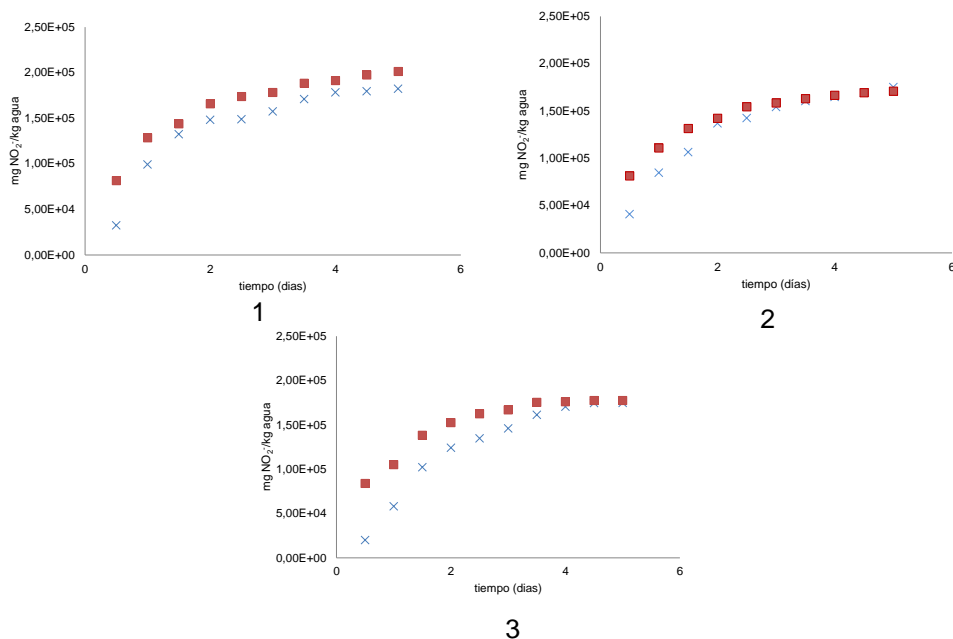 2,50E+05
2,00E+05
1,50E+05
1,00E+05
5,00E+04
0,00E+00
mg NO₂⁻/kg agua
0 2 4 6
tiempo (dias)
1
2,50E+05
2,00E+05
1,50E+05
1,00E+05
5,00E+04
0,00E+00
mg NO₂⁻/kg agua
0 2 4 6
tiempo (días)
2
2,50E+05
2,00E+05
1,50E+05
1,00E+05
5,00E+04
0,00E+00
mg NO₂⁻/kg agua
0 2 4 6
tiempo (dias)
3